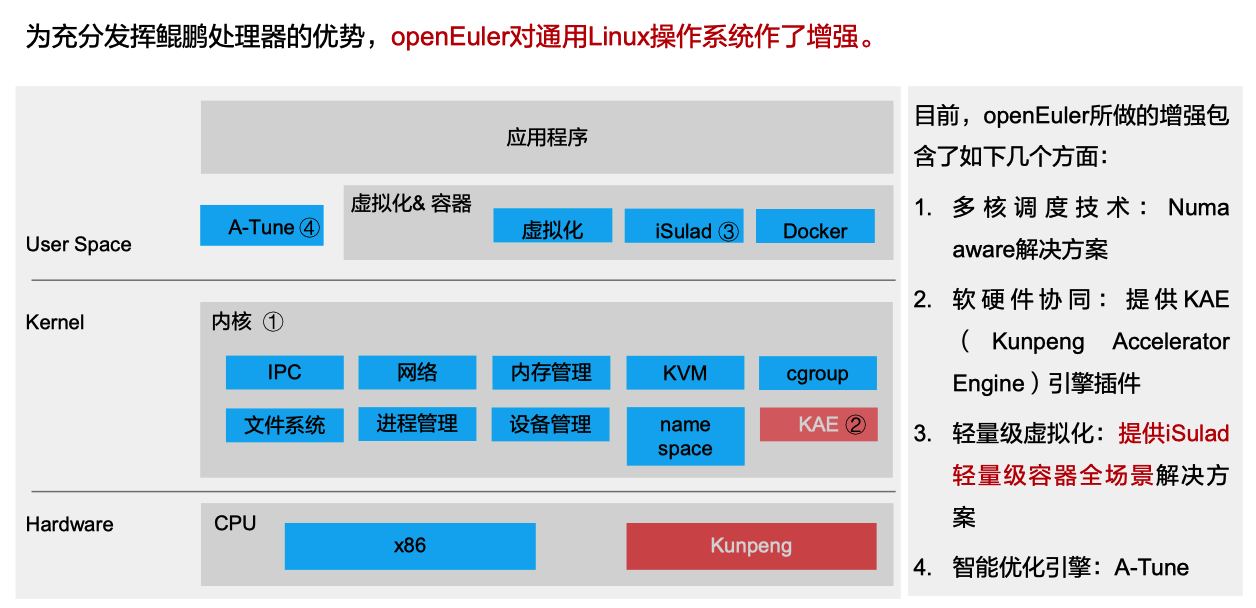 为充分发挥鲲鹏处理器的优势，openEuler对通用Linux操作系统作了增强。
应用程序
虚拟化& 容器
A-Tune ④
虚拟化
iSulad ③
Docker
User Space
Kernel
内核 ①
IPC
网络
内存管理
KVM
cgroup
文件系统
进程管理
设备管理
name
space
KAE ②
Hardware
CPU
x86
Kunpeng
目前，openEuler所做的增强包
含了如下几个方面：
1. 多核调度技术：Numa
aware解决方案
2. 软硬件协同：提供KAE
（Kunpeng Accelerator
Engine）引擎插件
3. 轻量级虚拟化：提供iSulad
轻量级容器全场景解决方
案
4. 智能优化引擎：A-Tune